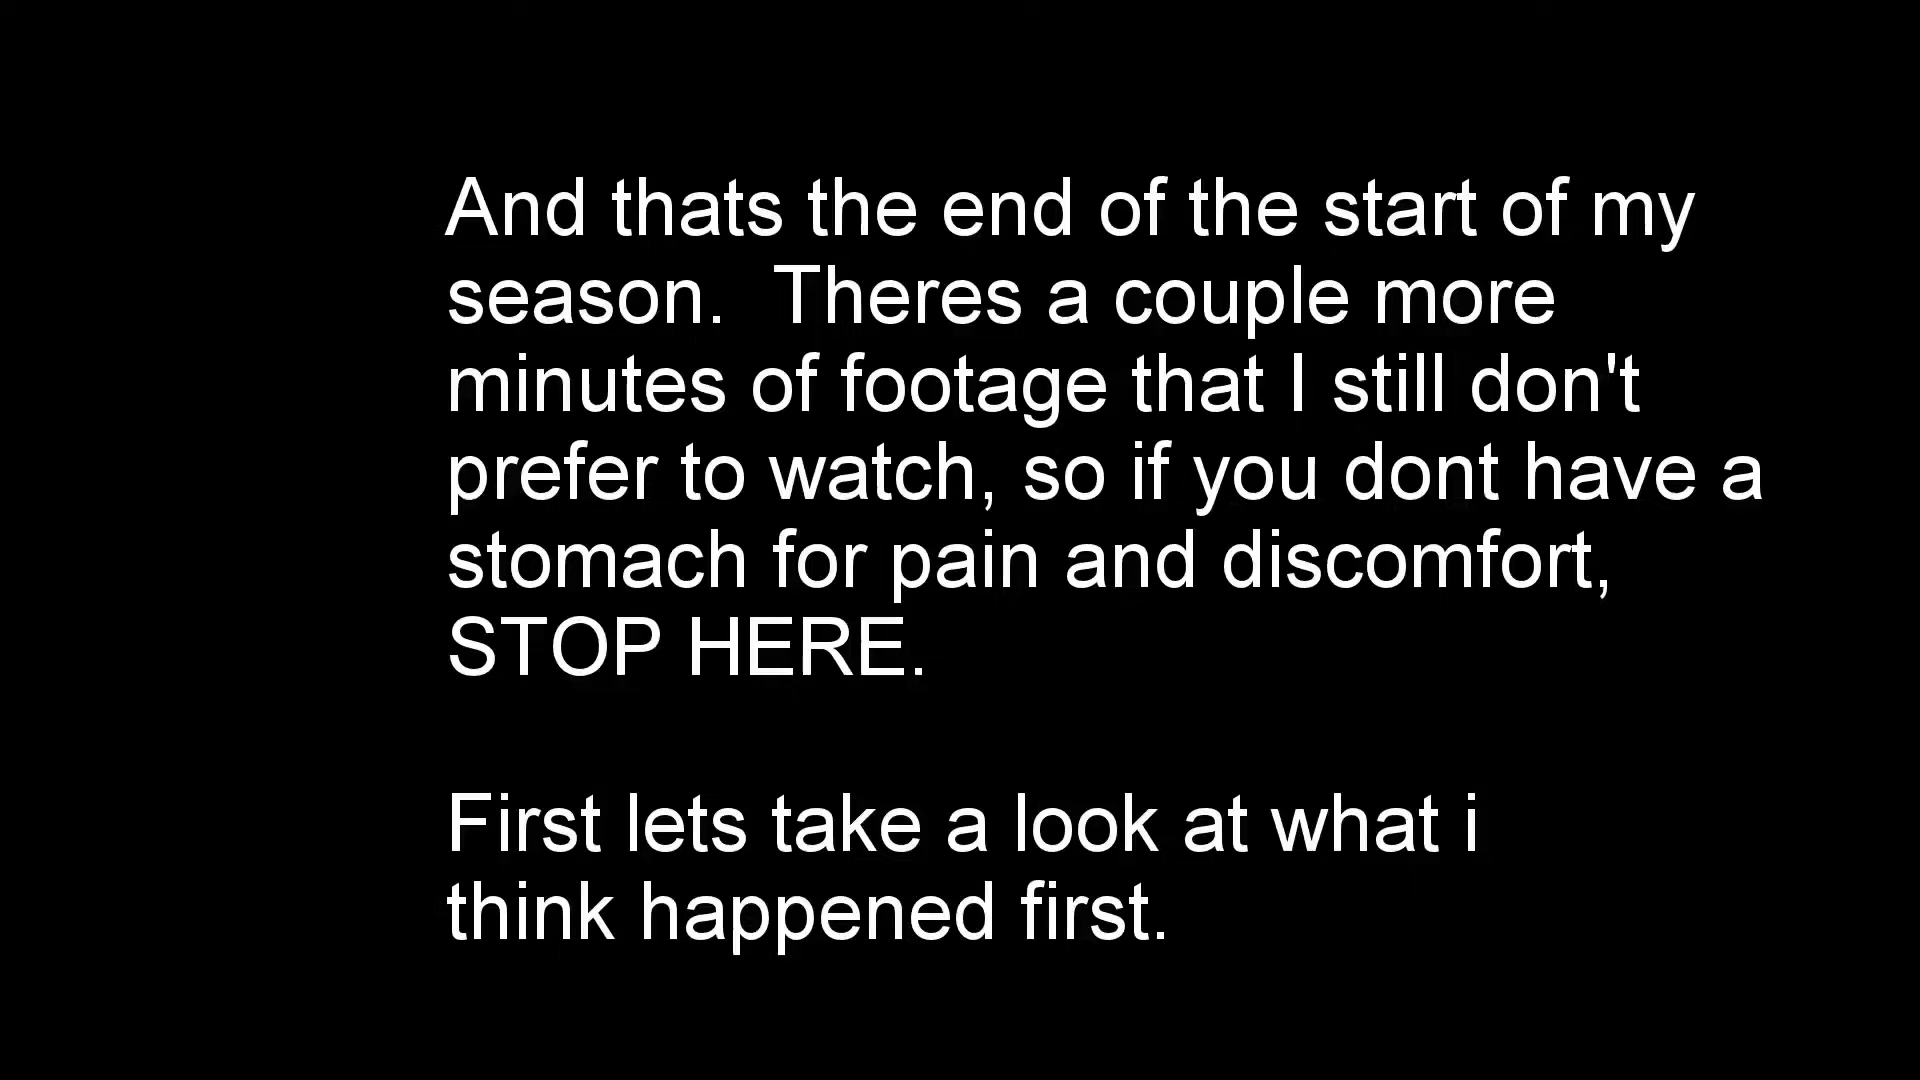 And thats the end of the start of my
season.  Theres a couple more
minutes of footage that I still don't
prefer to watch, so if you dont have a
stomach for pain and discomfort,
STOP HERE.
First lets take a look at what i
think happened first.